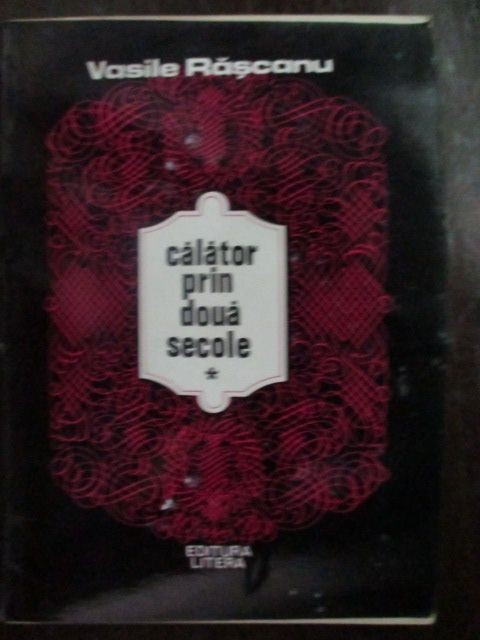 Vasile Rășcanu
călător
prin
două
secole
*
EDITURA
LITERA